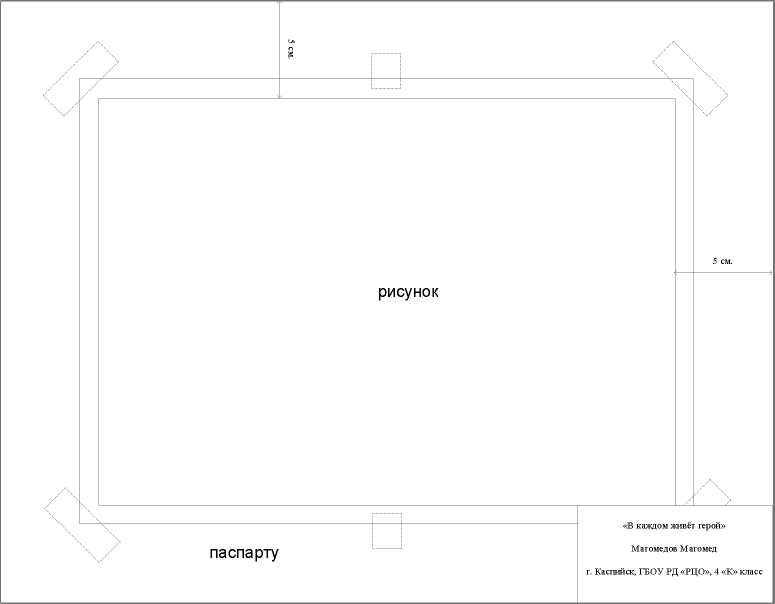 5 см.
5 см.
рисунок
«В каждом живёт герой»
Магомедов Магомед
паспарту
г. Каспийск, ГБОУ РД «РЦО», 4 «К» класс